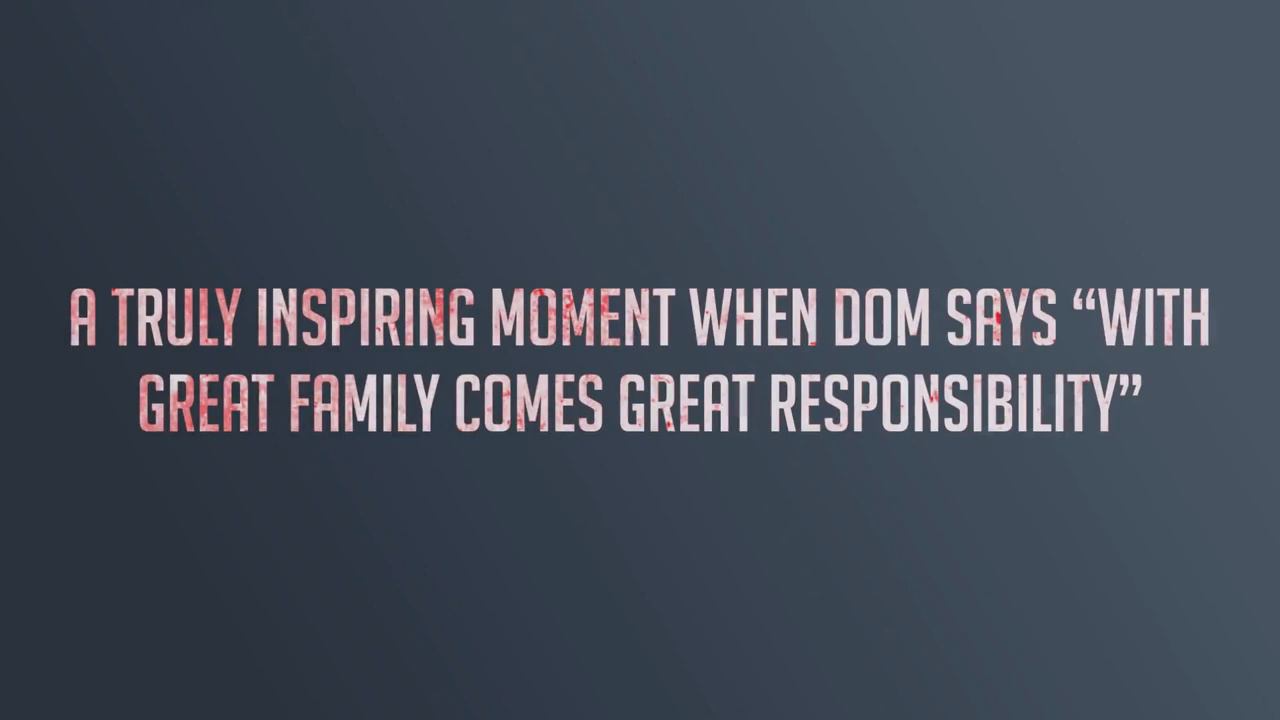 A TRULY INSPIRING MOMENT WHEN DOM SAYS “WITH
GREAT FAMILY COMES GREAT RESPONSIBILITY”